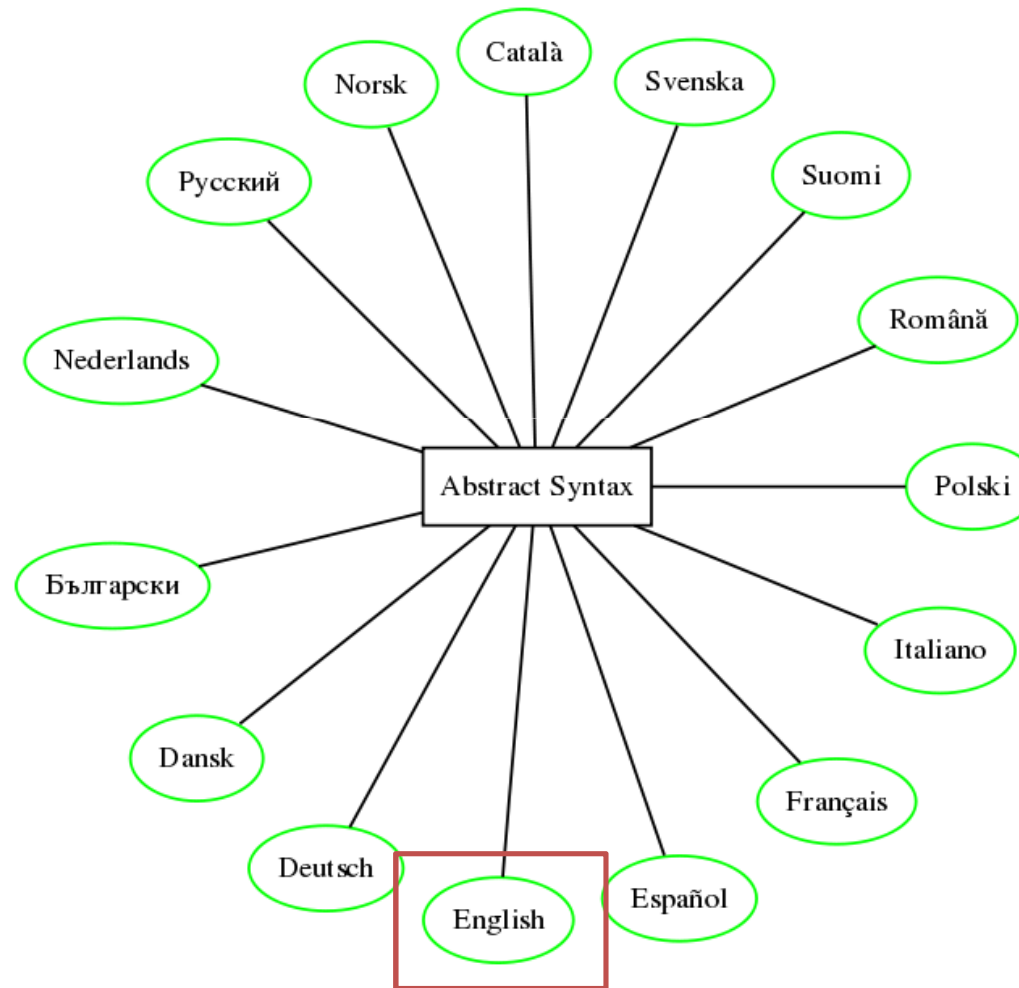 Català
Norsk
Svenska
Русский
Suomi
Română
Nederlands
Abstract Syntax
Polski
Български
Italiano
Dansk
Français
Deutsch
Español
English